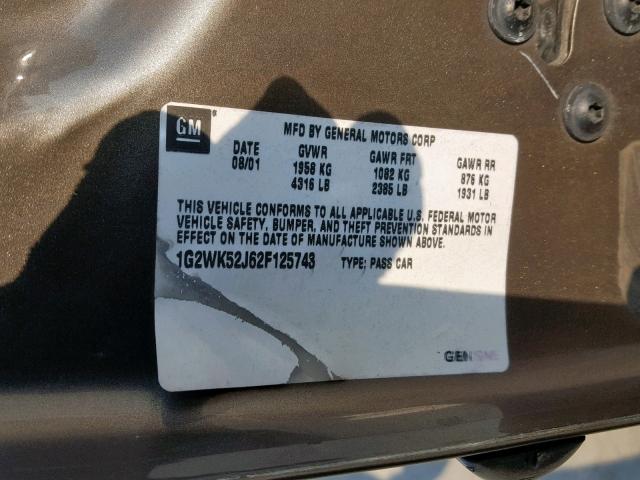 GM
MFD BY GENERAL MOTORS CORP
DATE GVWR GAWR FRT GAWR RR
08/01 1958 KG 1082 KG 876 KG
4316 LB 2385 LB 1931 LB
THIS VEHICLE CONFORMS TO ALL APPLICABLE U.S. FEDERAL MOTOR
VEHICLE SAFETY, BUMPER, AND THEFT PREVENTION STANDARDS IN
EFFECT ON THE DATE OF MANUFACTURE SHOWN ABOVE.
1G2WK52J62F125743 TYPE: PASS CAR